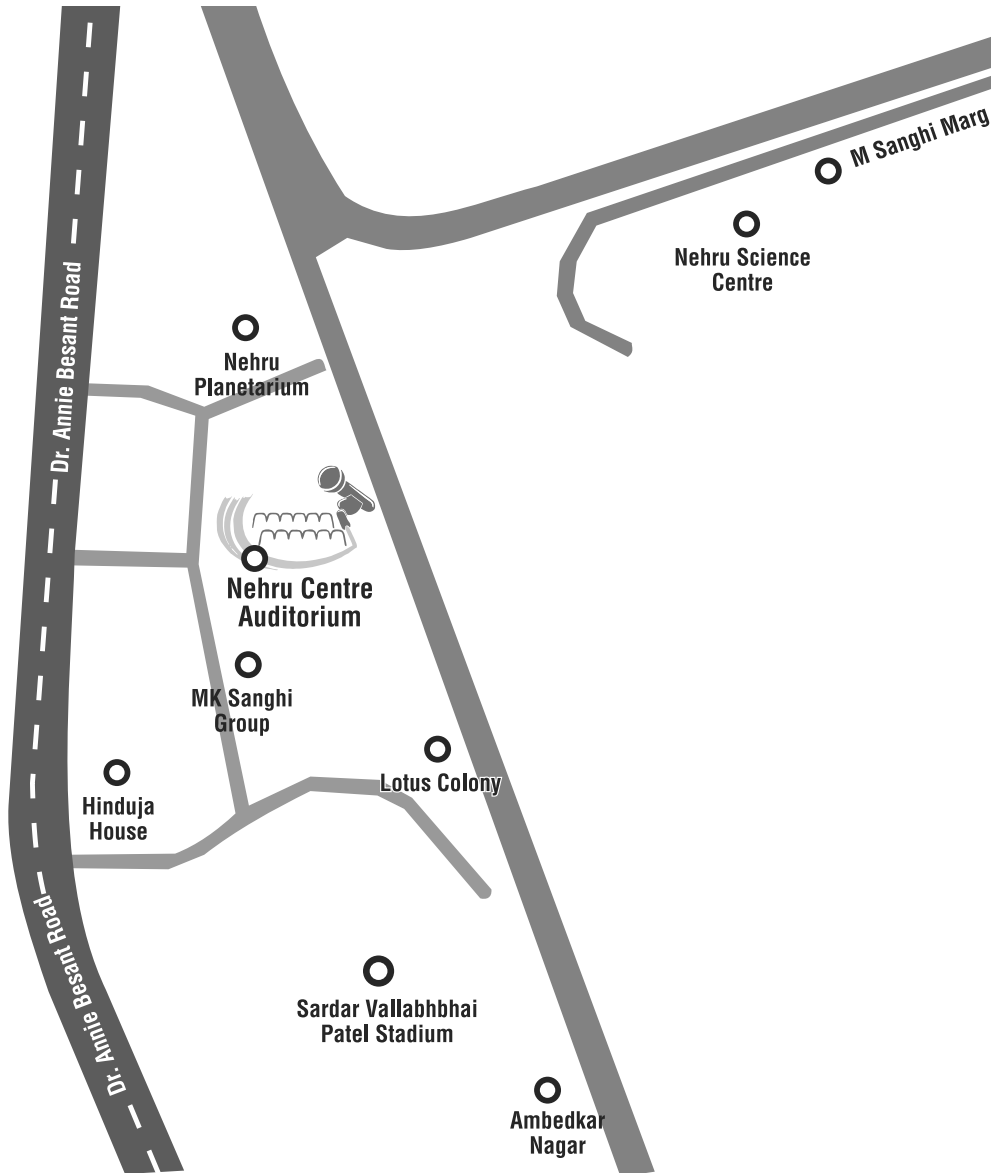 M Sanghi Marg
Nehru Science
Centre
Dr. Annie Besant Road
Nehru
Planetarium
Nehru Centre
Auditorium
MK Sanghi
Group
Lotus Colony
Hinduja
House
Dr. Annie Besant Road
Sardar Vallabhbhai
Patel Stadium
Ambedkar
Nagar